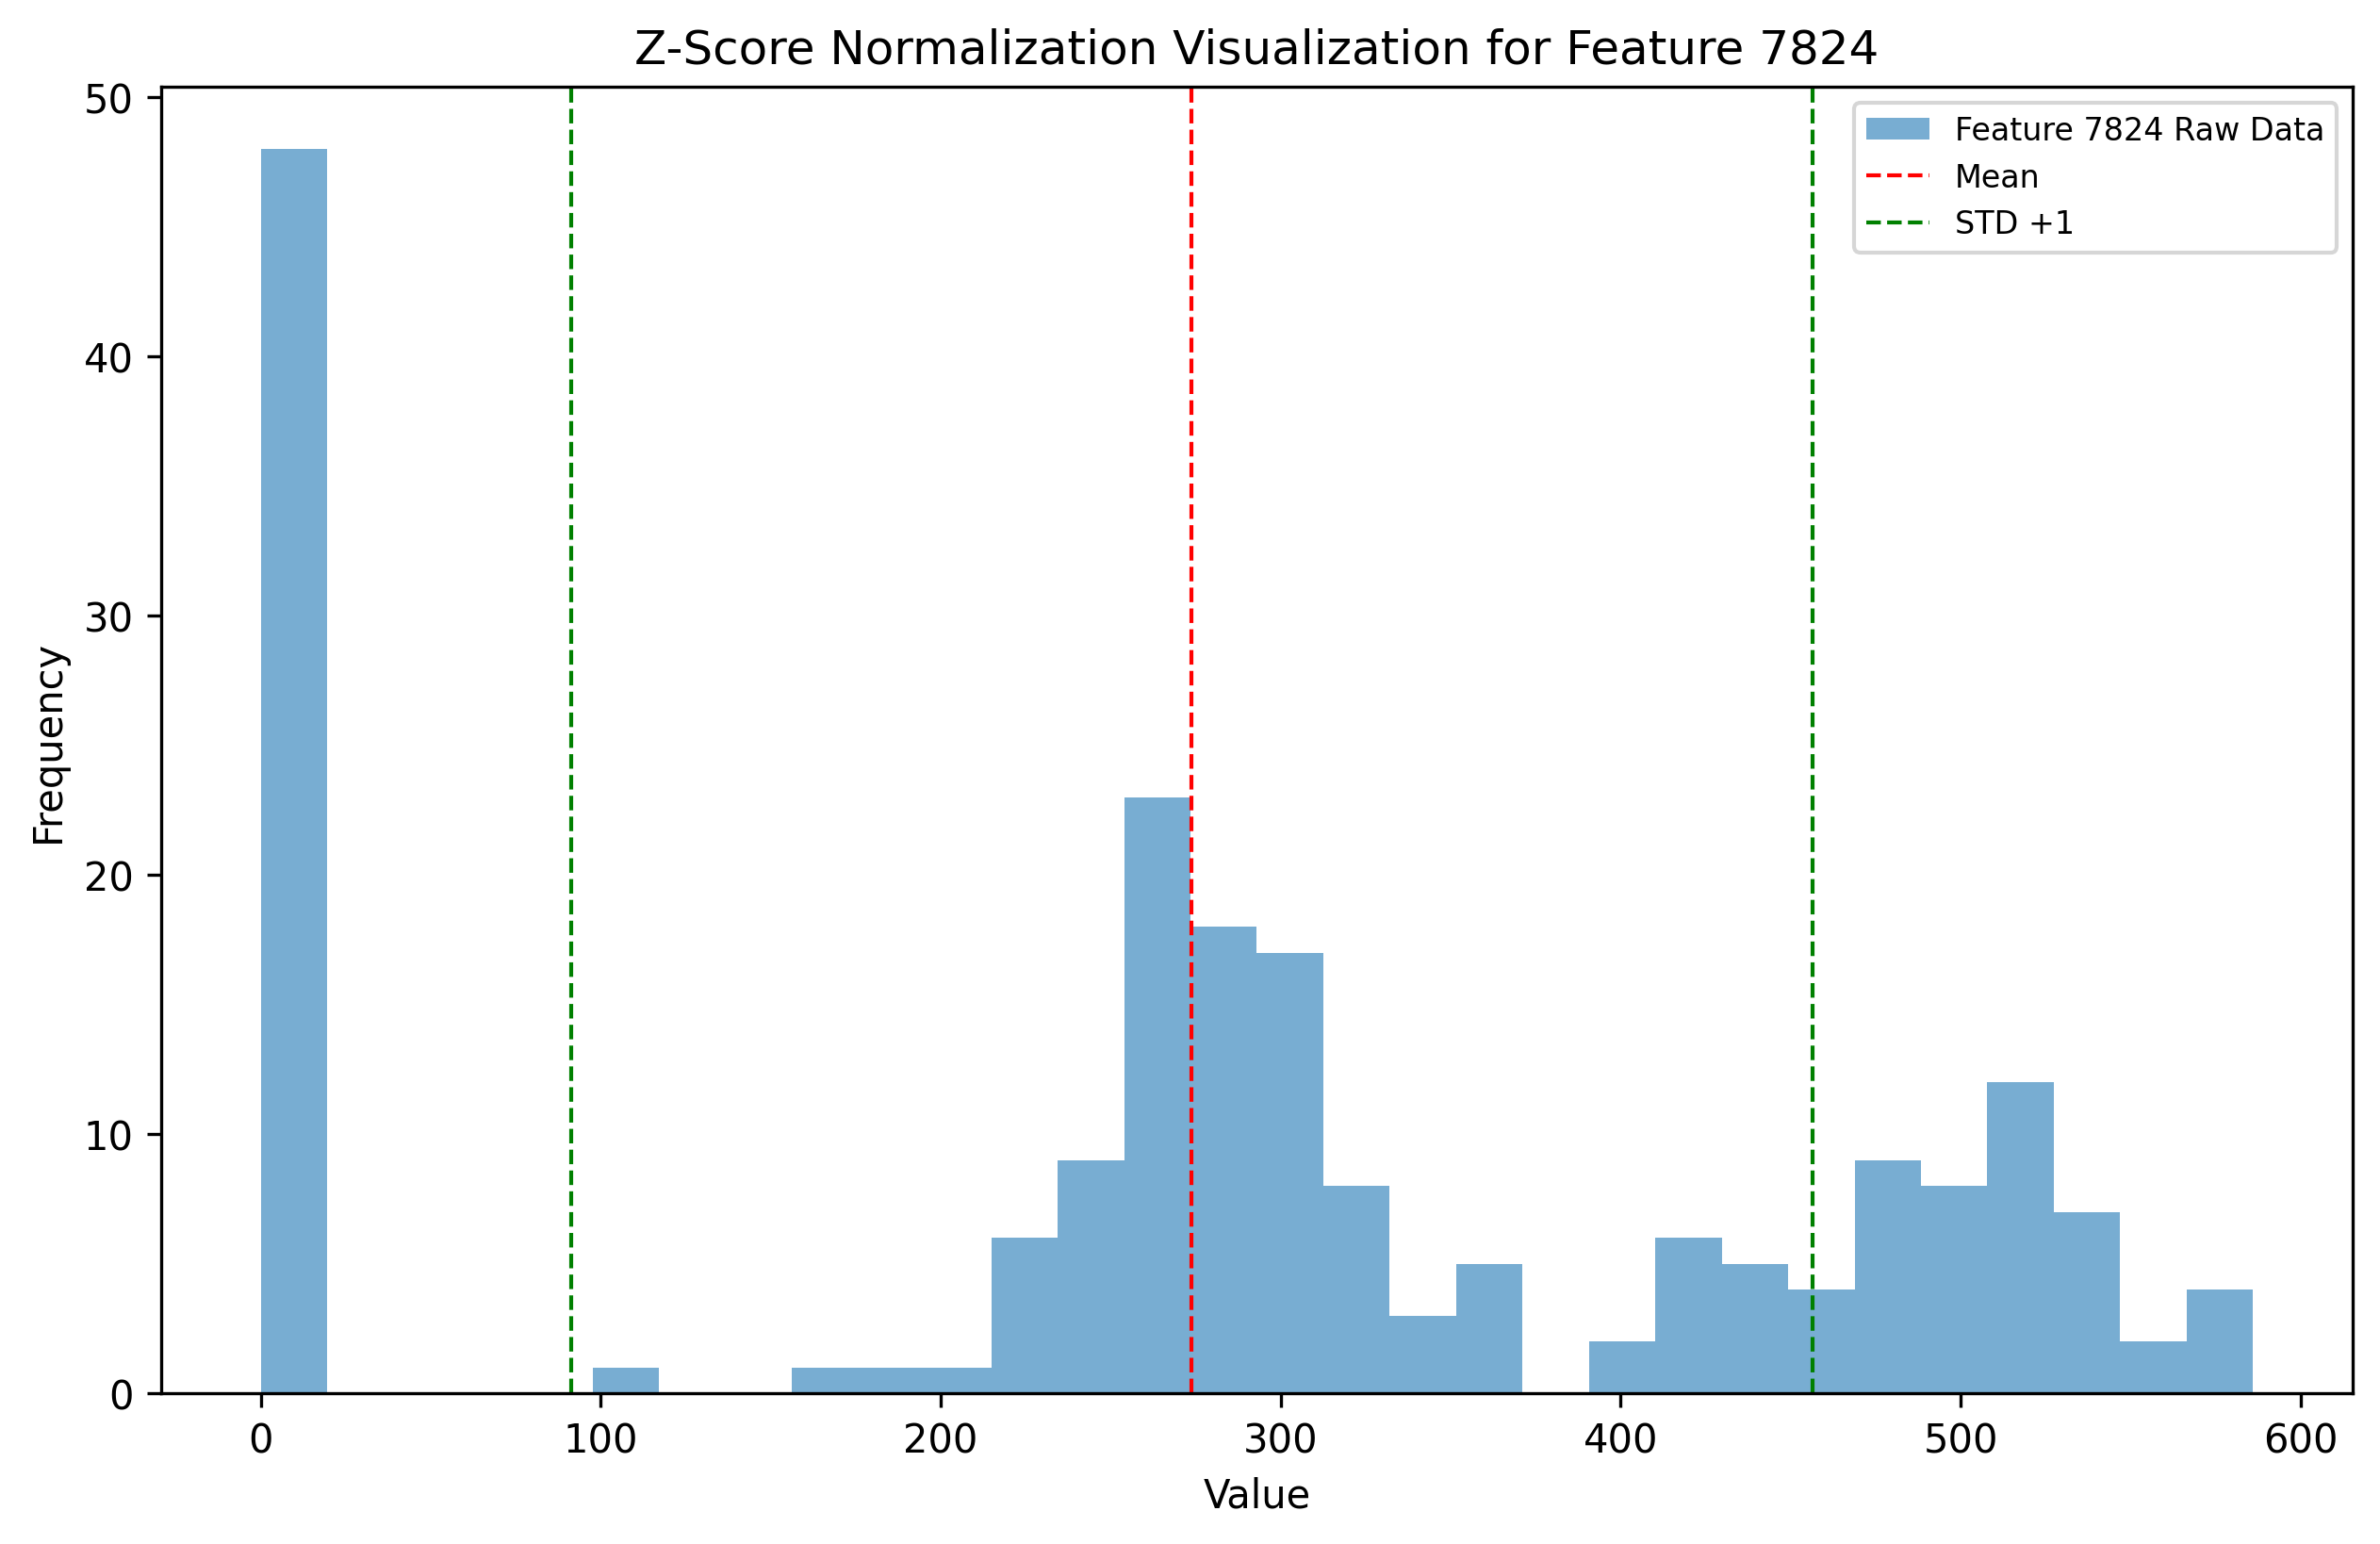 Z-Score Normalization Visualization for Feature 7824
Feature 7824 Raw Data
Mean
STD +1
50
40
30
20
10
0
Frequency
0 100 200 300 400 500 600
Value